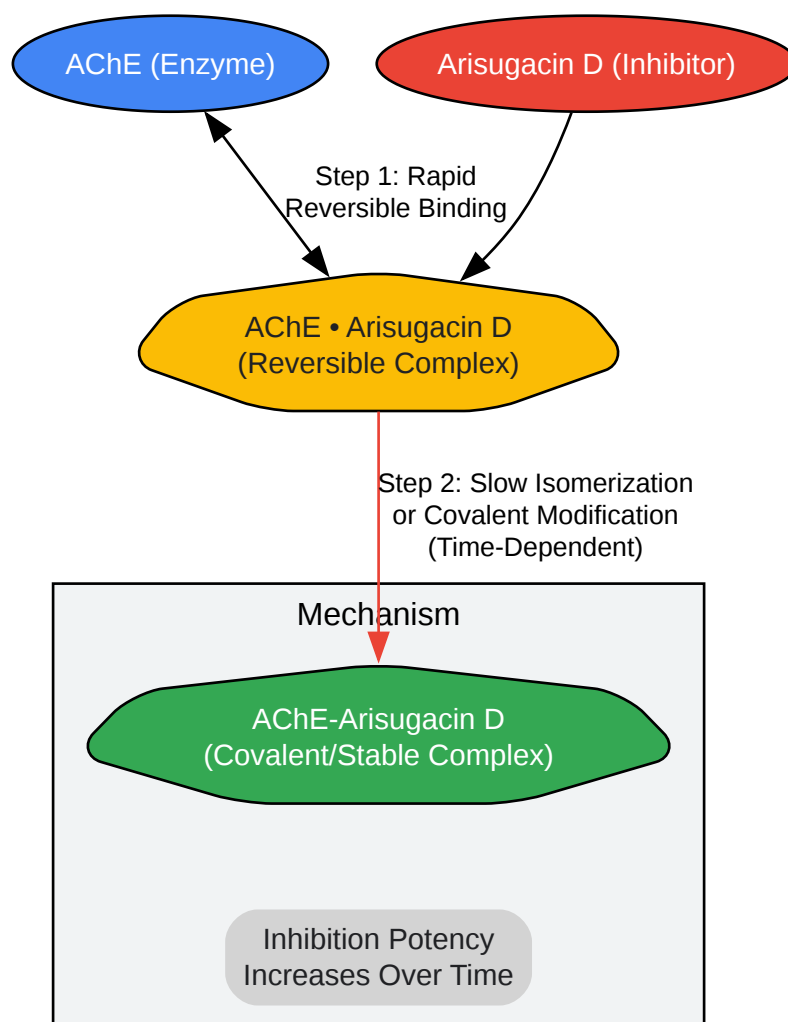 AChE (Enzyme)
Arisugacin D (Inhibitor)
Step 1: Rapid
Reversible Binding
AChE • Arisugacin D
(Reversible Complex)
Step 2: Slow Isomerization
or Covalent Modification
(Time-Dependent)
Mechanism
AChE-Arisugacin D
(Covalent/Stable Complex)
Inhibition Potency
Increases Over Time